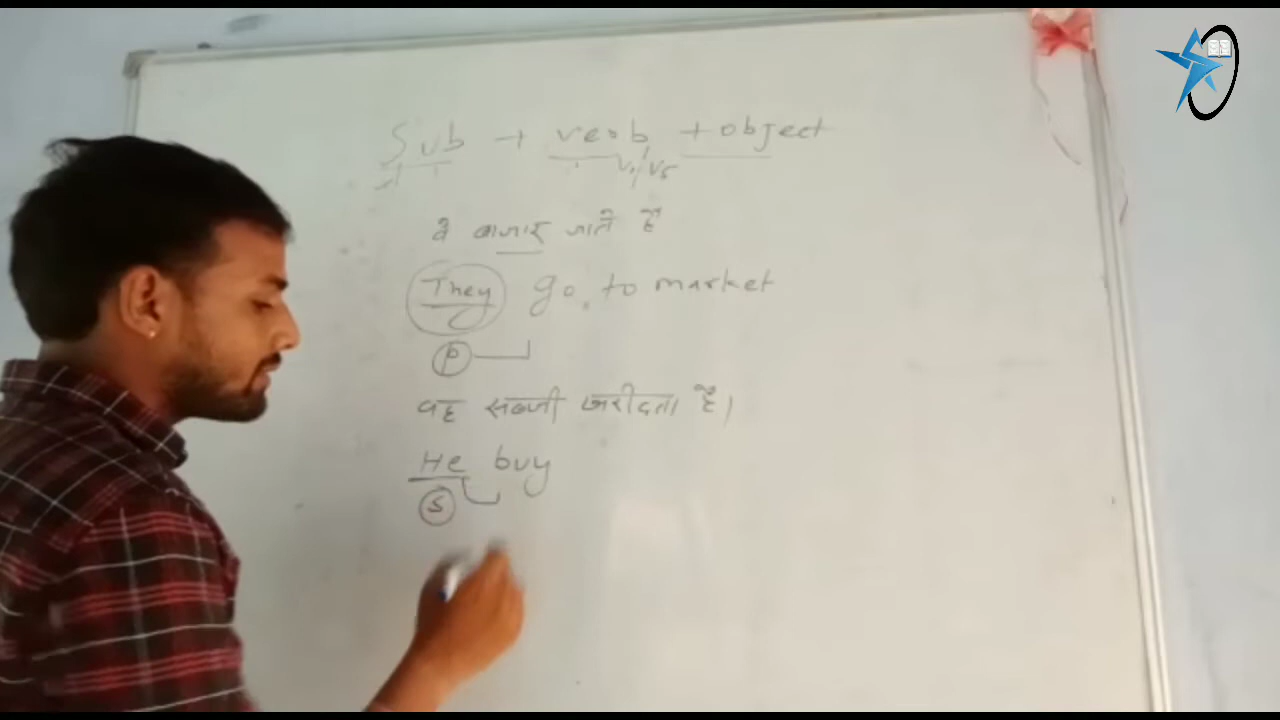 Sub + verb + object
V1/V5
वे बाजार जाते हैं
They go to market
P
वह सब्जी खरीदता है।
He buy
S